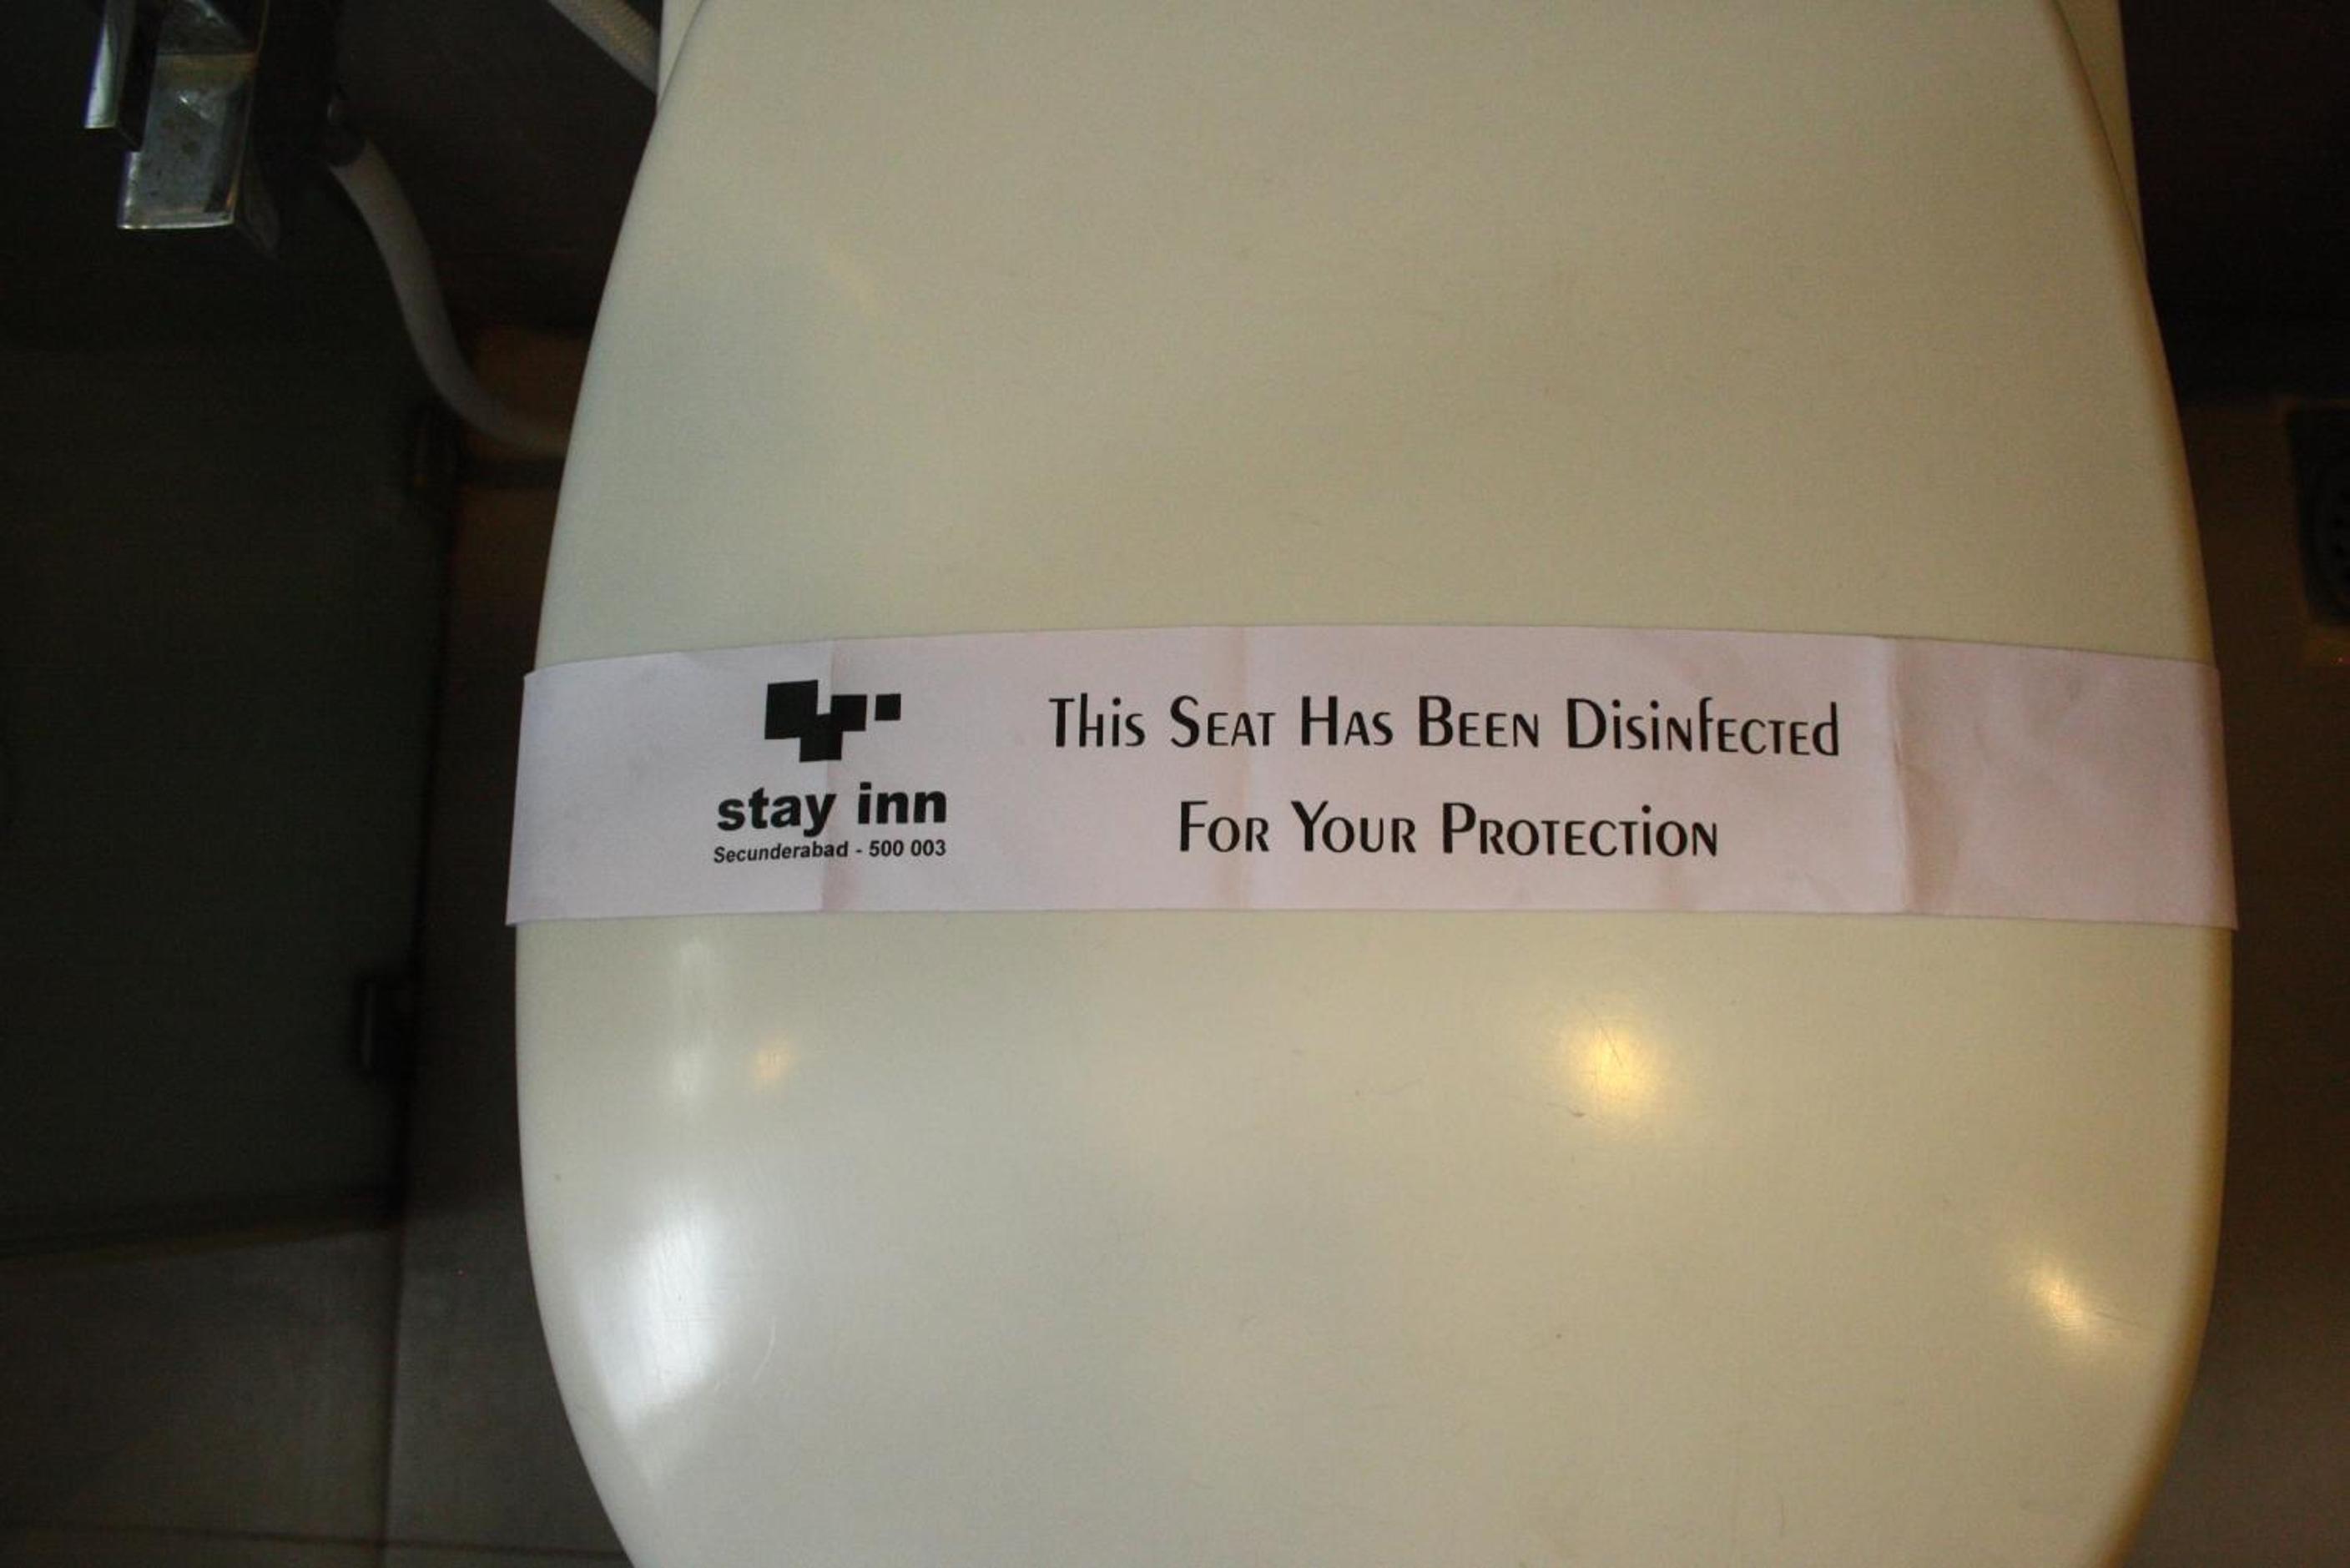 stay inn
Secunderabad - 500 003
This Seat Has Been Disinfected
For Your Protection